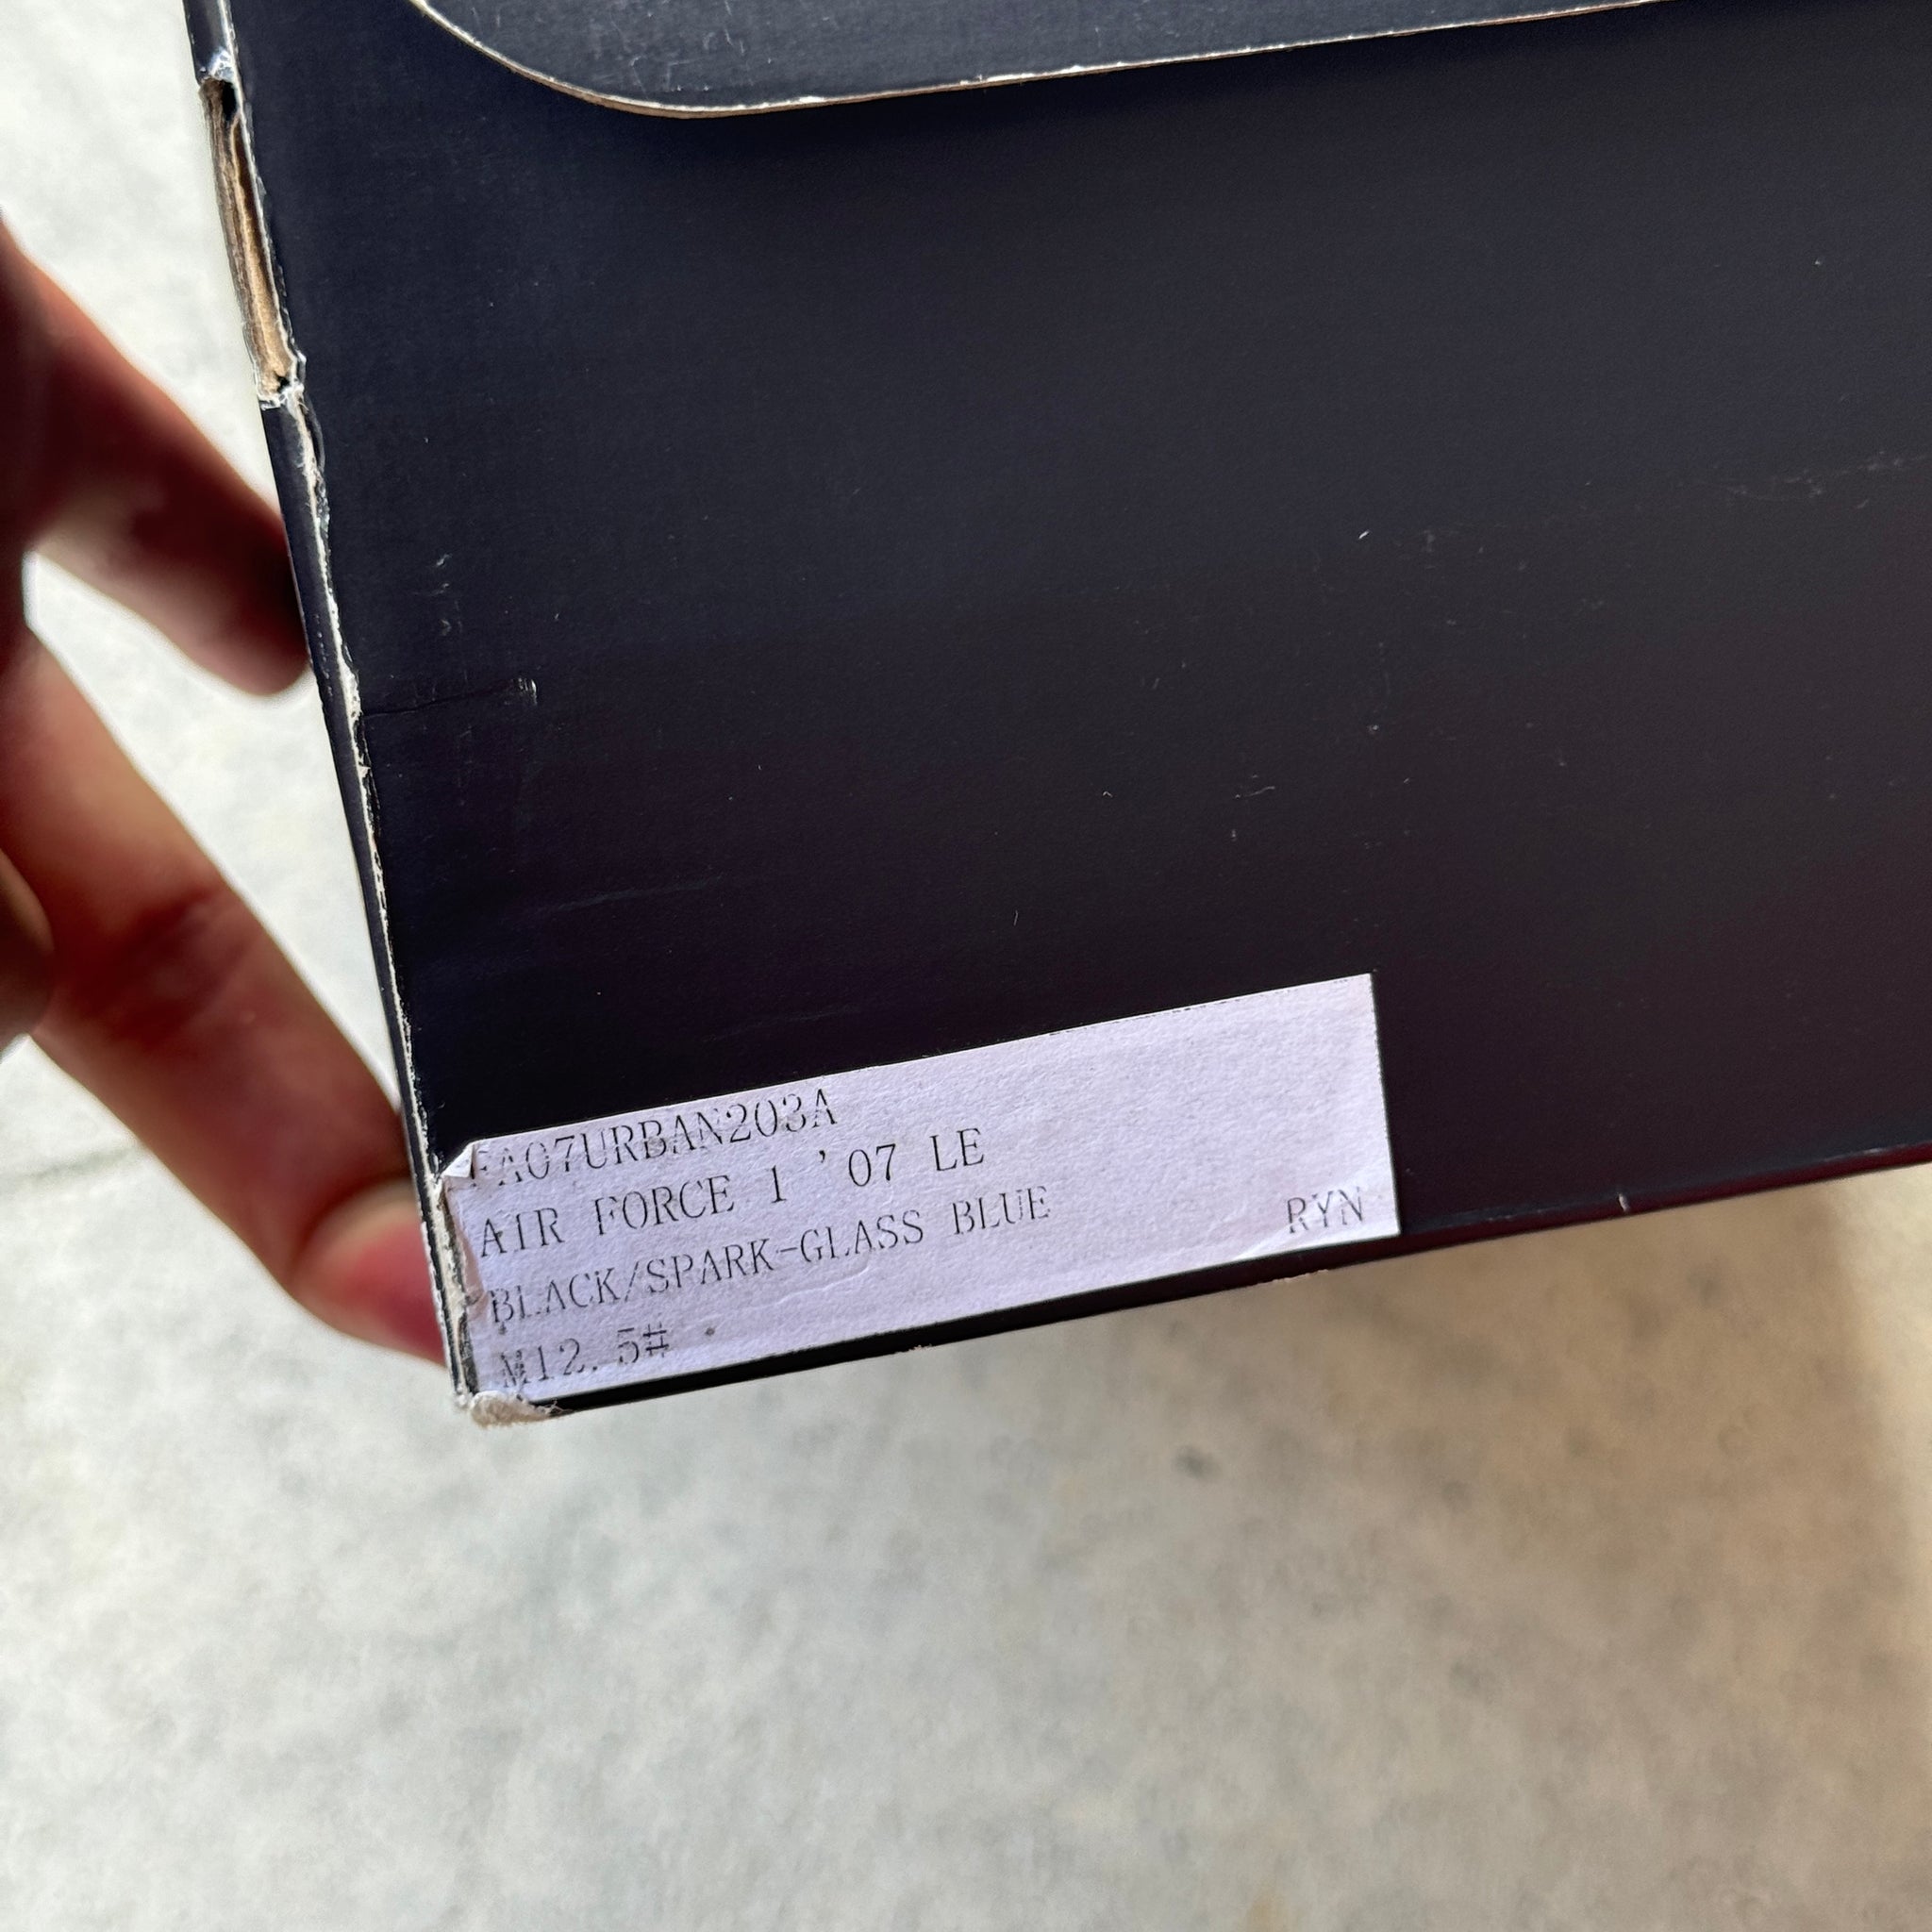 FA07URBAN203A
AIR FORCE 1 '07 LE
BLACK/SPARK-GLASS BLUE RYN
M12.5#